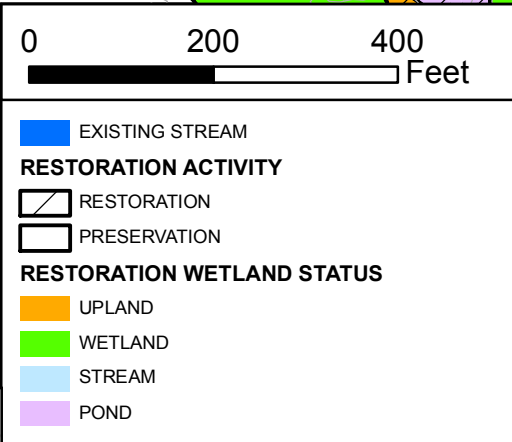 0 200 400
Feet
EXISTING STREAM
RESTORATION ACTIVITY
RESTORATION
PRESERVATION
RESTORATION WETLAND STATUS
UPLAND
WETLAND
STREAM
POND